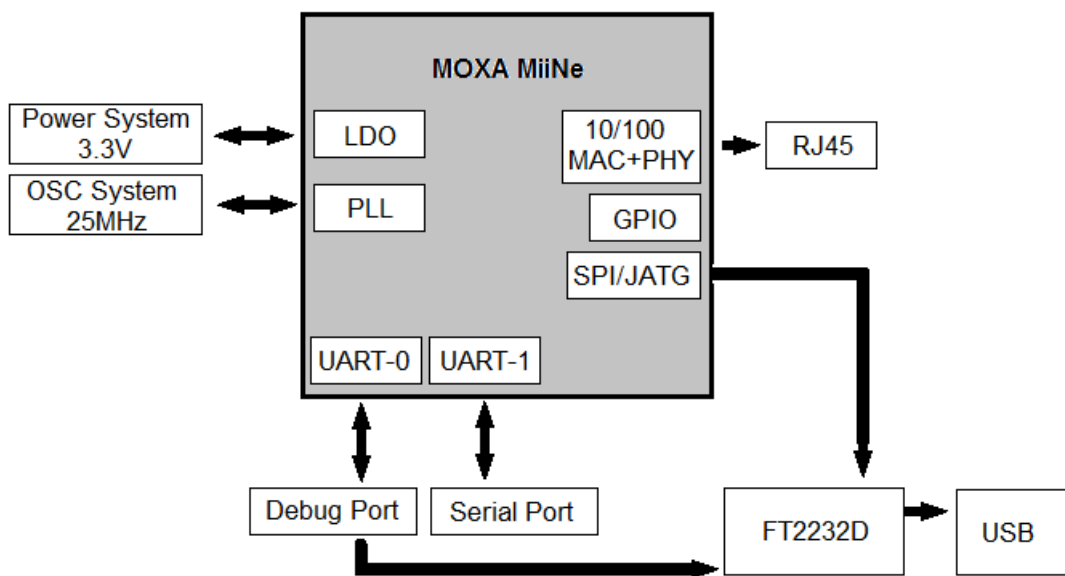 MOXA MiiNe
Power System
3.3V
LDO
10/100
MAC+PHY
RJ45
OSC System
25MHz
PLL
GPIO
SPI/JATG
UART-0
UART-1
Debug Port
Serial Port
FT2232D
USB